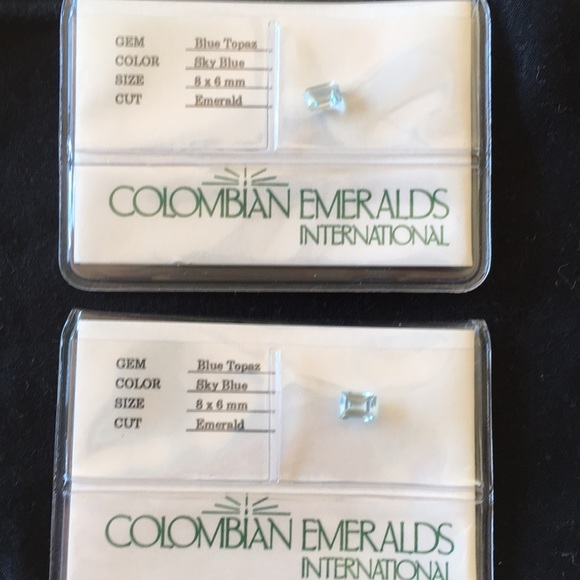 GEM Blue Topaz
COLOR Sky Blue
SIZE 8 x 6 mm
CUT Emerald
COLOMBIAN EMERALDS
INTERNATIONAL
GEM Blue Topaz
COLOR Sky Blue
SIZE 8 x 6 mm
CUT Emerald
COLOMBIAN EMERALDS
INTERNATIONAL